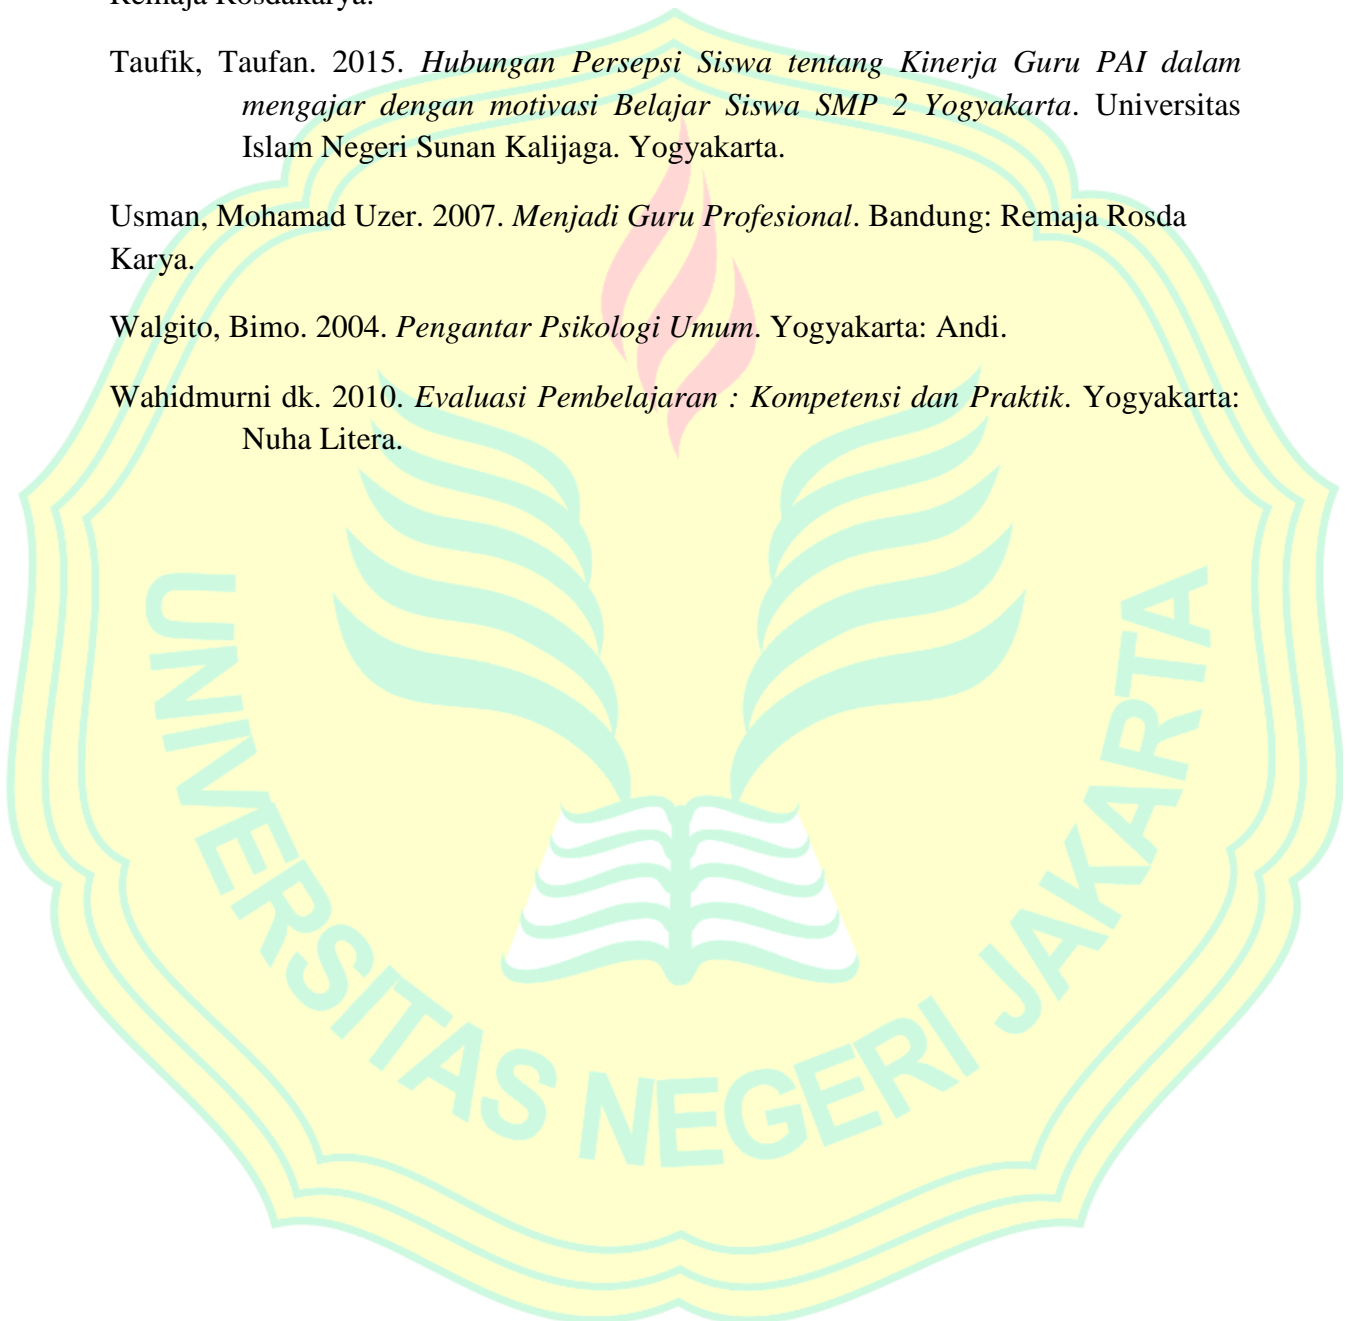 Remaja Rosdakarya.
Taufik, Taufan. 2015. Hubungan Persepsi Siswa tentang Kinerja Guru PAI dalam
mengajar dengan motivasi Belajar Siswa SMP 2 Yogyakarta. Universitas
Islam Negeri Sunan Kalijaga. Yogyakarta.
Usman, Mohamad Uzer. 2007. Menjadi Guru Profesional. Bandung: Remaja Rosda
Karya.
Walgito, Bimo. 2004. Pengantar Psikologi Umum. Yogyakarta: Andi.
Wahidmurni dk. 2010. Evaluasi Pembelajaran : Kompetensi dan Praktik. Yogyakarta:
Nuha Litera.
UNIVERSITAS NEGERI JAKARTA